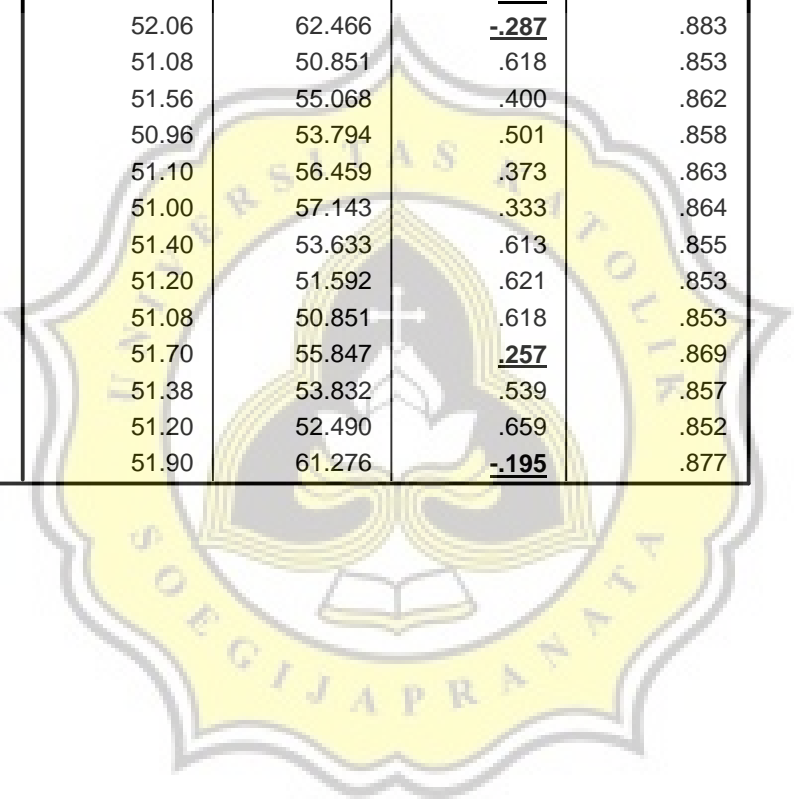 52.06 62.466 -.287 .883
51.08 50.851 .618 .853
51.56 55.068 .400 .862
50.96 53.794 .501 .858
51.10 56.459 .373 .863
51.00 57.143 .333 .864
51.40 53.633 .613 .855
51.20 51.592 .621 .853
51.08 50.851 .618 .853
51.70 55.847 .257 .869
51.38 53.832 .539 .857
51.20 52.490 .659 .852
51.90 61.276 -.195 .877
UNIVERSITAS KATOLIK
SOEGIJAPRANATA